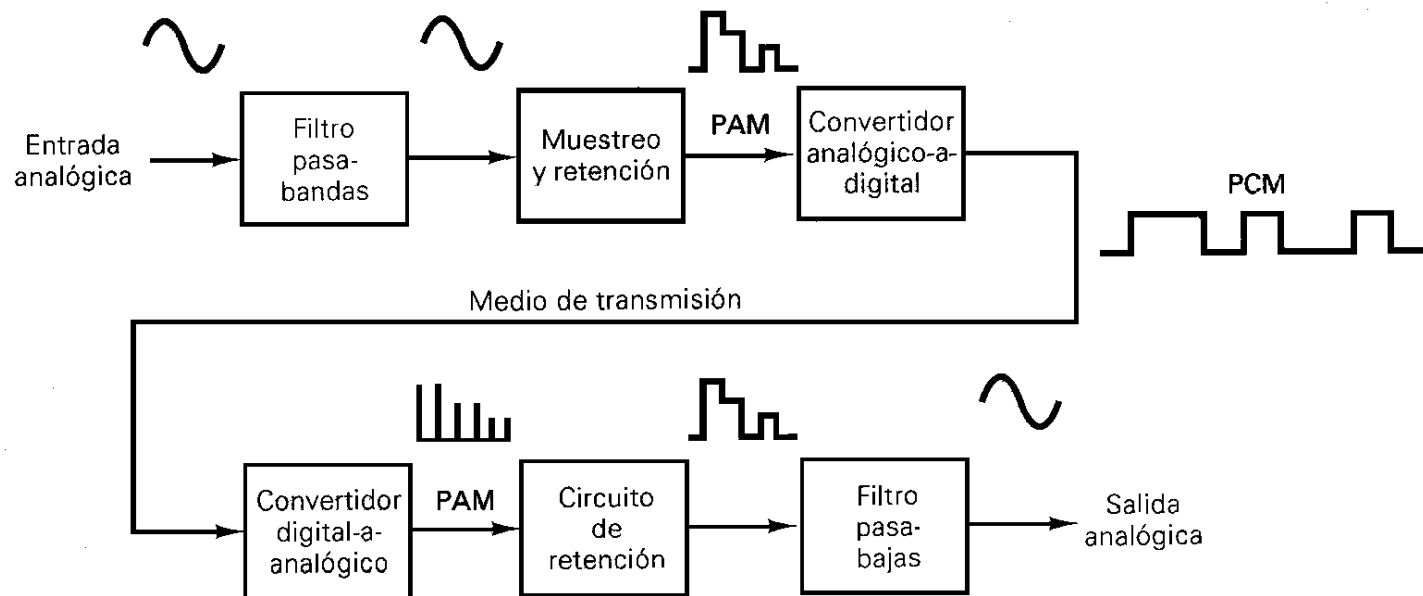 Entrada
analógica
Filtro
pasa-
bandas
Muestreo
y retención
PAM
Convertidor
analógico-a-
digital
PCM
Medio de transmisión
Convertidor
digital-a-
analógico
PAM
Circuito
de
retención
Filtro
pasa-
bajas
Salida
analógica